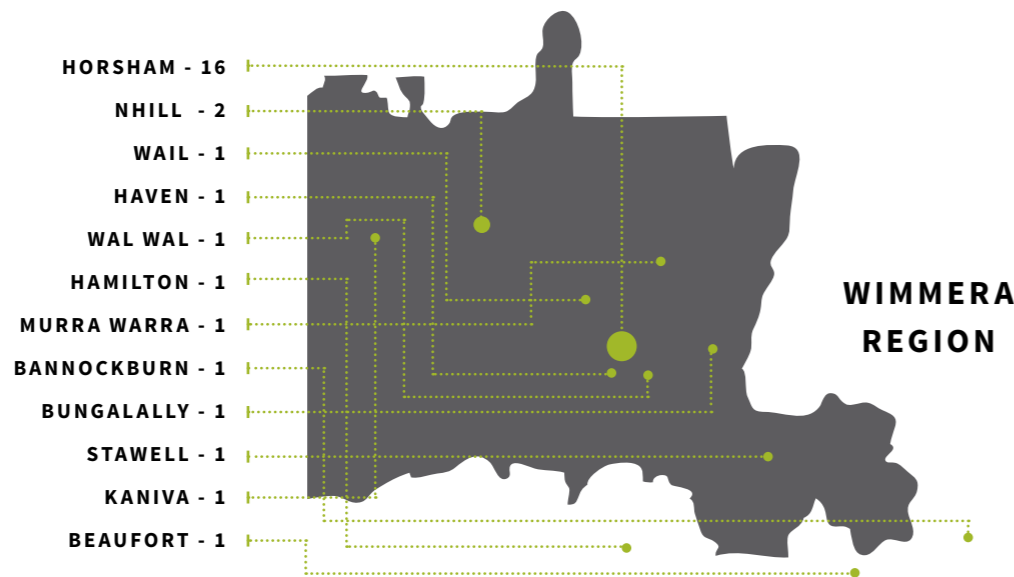 HORSHAM - 16
NHILL - 2
WAIL - 1
HAVEN - 1
WAL WAL - 1
HAMILTON - 1
MURRA WARRA - 1
BANNOCKBURN - 1
BUNGALALLY - 1
STAWELL - 1
KANIVA - 1
BEAUFORT - 1
WIMMERA
REGION